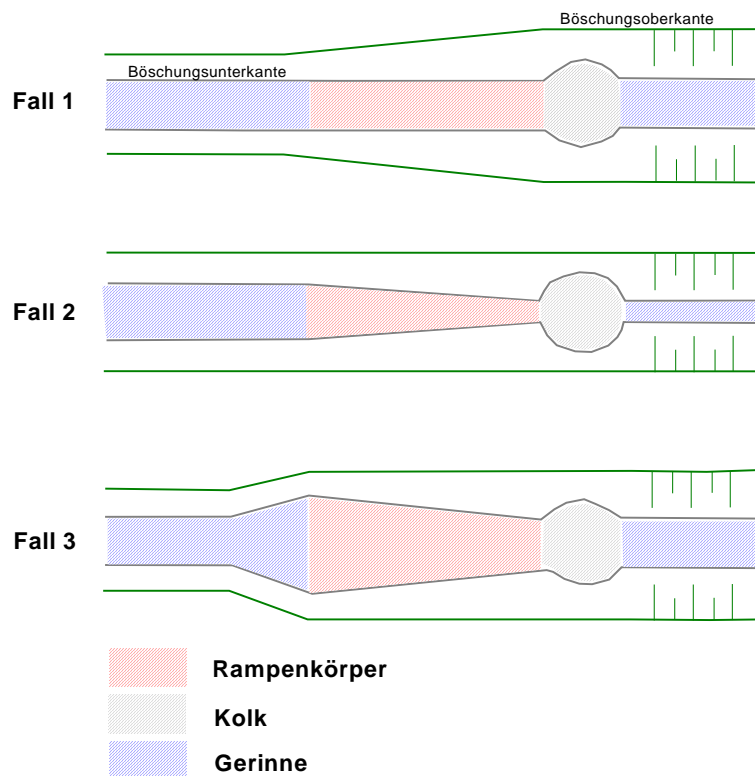 Böschungsoberkante
Böschungsunterkante
Fall 1
Fall 2
Fall 3
Rampenkörper
Kolk
Gerinne